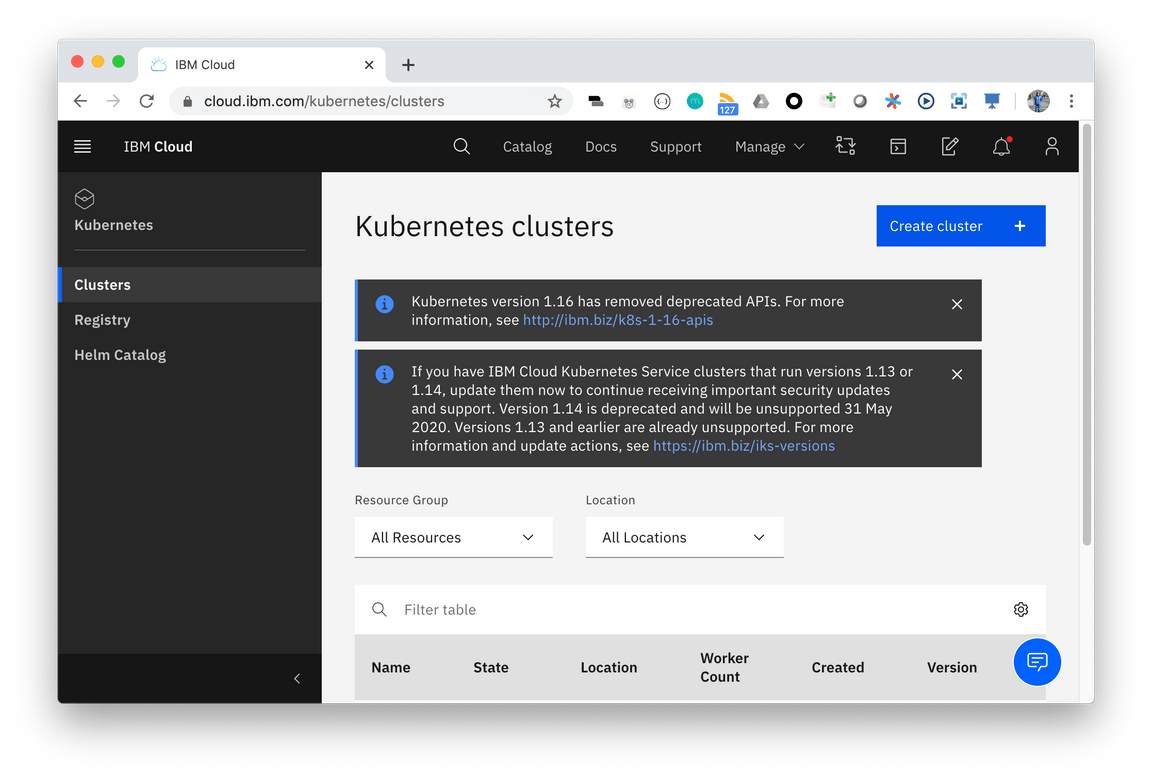 IBM Cloud
cloud.ibm.com/kubernetes/clusters
127
IBM Cloud
Catalog
Docs
Support
Manage
Kubernetes
Clusters
Registry
Helm Catalog
Kubernetes clusters
Create cluster
Kubernetes version 1.16 has removed deprecated APIs. For more
information, see http://ibm.biz/k8s-1-16-apis
If you have IBM Cloud Kubernetes Service clusters that run versions 1.13 or
1.14, update them now to continue receiving important security updates
and support. Version 1.14 is deprecated and will be unsupported 31 May
2020. Versions 1.13 and earlier are already unsupported. For more
information and update actions, see https://ibm.biz/iks-versions
Resource Group
Location
All Resources
All Locations
Filter table
Name
State
Location
Worker
Count
Created
Version